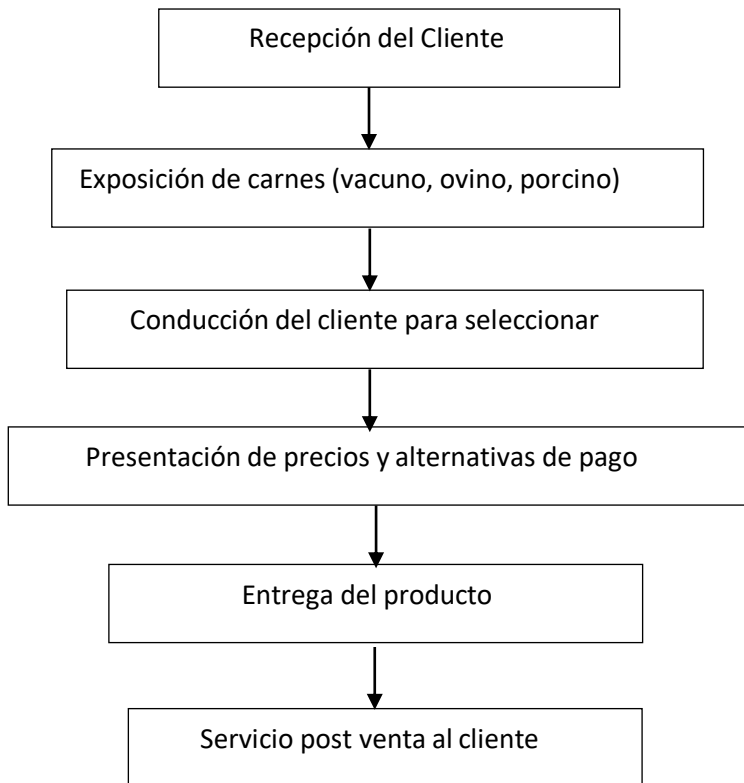 Recepción del Cliente
Exposición de carnes (vacuno, ovino, porcino)
Conducción del cliente para seleccionar
Presentación de precios y alternativas de pago
Entrega del producto
Servicio post venta al cliente